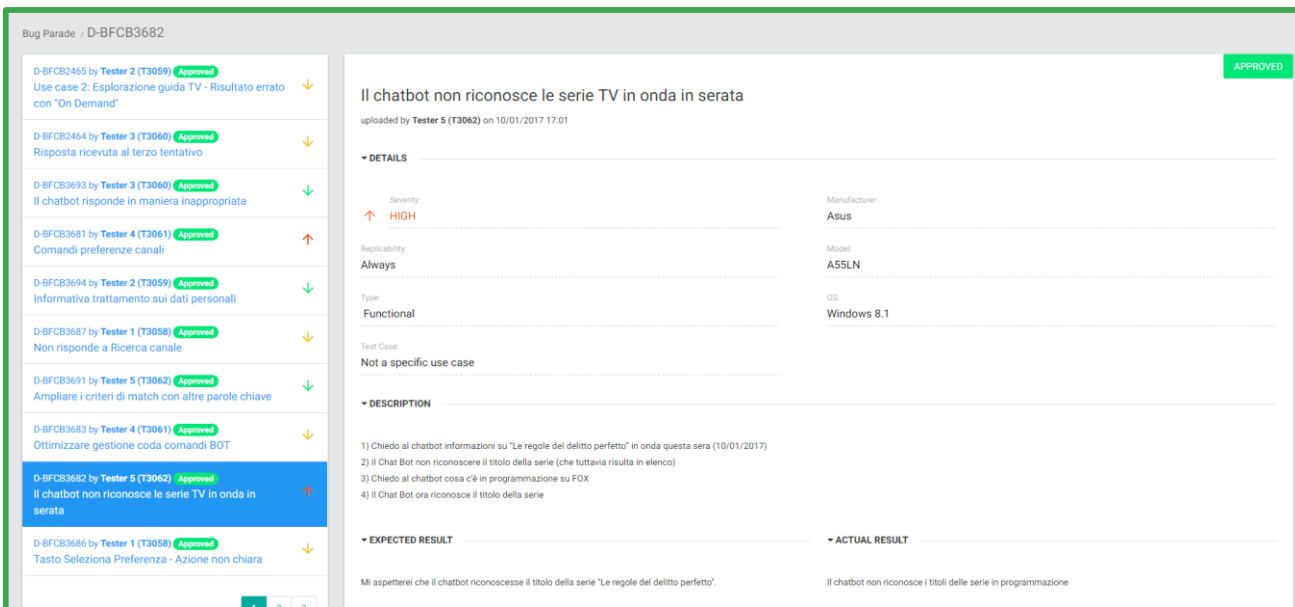 Bug Parade / D-BFCB3682
D-BFCB2465 by Tester 2 (T3059) Approved
Use case 2: Esplorazione guida TV - Risultato errato
con "On Demand"
D-BFCB2464 by Tester 3 (T3060) Approved
Risposta ricevuta al terzo tentativo
D-BFCB3693 by Tester 3 (T3060) Approved
Il chatbot risponde in maniera inappropriata
D-BFCB3681 by Tester 4 (T3061) Approved
Comandi preferenze canali
D-BFCB3694 by Tester 2 (T3059) Approved
Informativa trattamento sui dati personali
D-BFCB3687 by Tester 1 (T3058) Approved
Non risponde a Ricerca canale
D-BFCB3691 by Tester 5 (T3062) Approved
Ampliare i criteri di match con altre parole chiave
D-BFCB3683 by Tester 4 (T3061) Approved
Ottimizzare gestione coda comandi BOT
D-BFCB3682 by Tester 5 (T3062) Approved
Il chatbot non riconosce le serie TV in onda in
serata
D-BFCB3686 by Tester 1 (T3058) Approved
Tasto Seleziona Preferenza - Azione non chiara
1 2 3
APPROVED
Il chatbot non riconosce le serie TV in onda in serata
uploaded by Tester 5 (T3062) on 10/01/2017 17:01
DETAILS
Severity:
HIGH
Manufacturer:
Asus
Replicability:
Always
Model:
A55LN
Type:
Functional
OS:
Windows 8.1
Test Case:
Not a specific use case
DESCRIPTION
1) Chiedo al chatbot informazioni su "Le regole del delitto perfetto" in onda questa sera (10/01/2017)
2) Il Chat Bot non riconoscere il titolo della serie (che tuttavia risulta in elenco)
3) Chiedo al chatbot cosa c'è in programmazione su FOX
4) Il Chat Bot ora riconosce il titolo della serie
EXPECTED RESULT
Mi aspetterei che il chatbot riconoscesse il titolo della serie "Le regole del delitto perfetto".
ACTUAL RESULT
Il chatbot non riconosce i titoli delle serie in programmazione